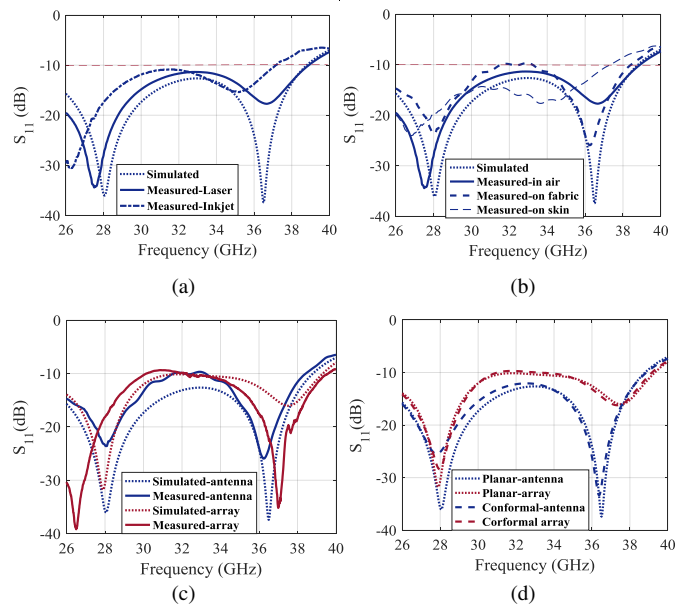 0
-10
-20
-30
-40
S11 (dB)
Simulated
Measured-Laser
Measured-Inkjet
26 28 30 32 34 36 38 40
Frequency (GHz)
(a)
0
-10
-20
-30
-40
S11 (dB)
Simulated
Measured-in air
Measured-on fabric
Measured-on skin
26 28 30 32 34 36 38 40
Frequency (GHz)
(b)
0
-10
-20
-30
-40
S11(dB)
Simulated-antenna
Measured-antenna
Simulated-array
Measured-array
26 28 30 32 34 36 38 40
Frequency (GHz)
(c)
0
-10
-20
-30
-40
S11(dB)
Planar-antenna
Planar-array
Conformal-antenna
Corformal array
26 28 30 32 34 36 38 40
Frequency (GHz)
(d)